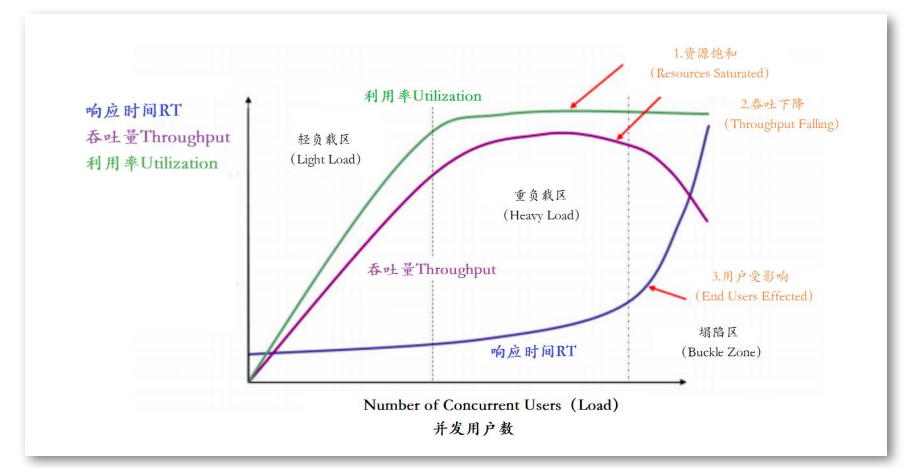 1.资源饱和
（Resources Saturated）
利用率Utilization
2.吞吐下降
（Throughput Falling）
响应时间RT
吞吐量Throughput
利用率Utilization
轻负载区
（Light Load）
重负载区
（Heavy Load）
吞吐量Throughput
3.用户受影响
（End Users Effected）
塌陷区
（Buckle Zone）
响应时间RT
Number of Concurrent Users（Load）
并发用户数